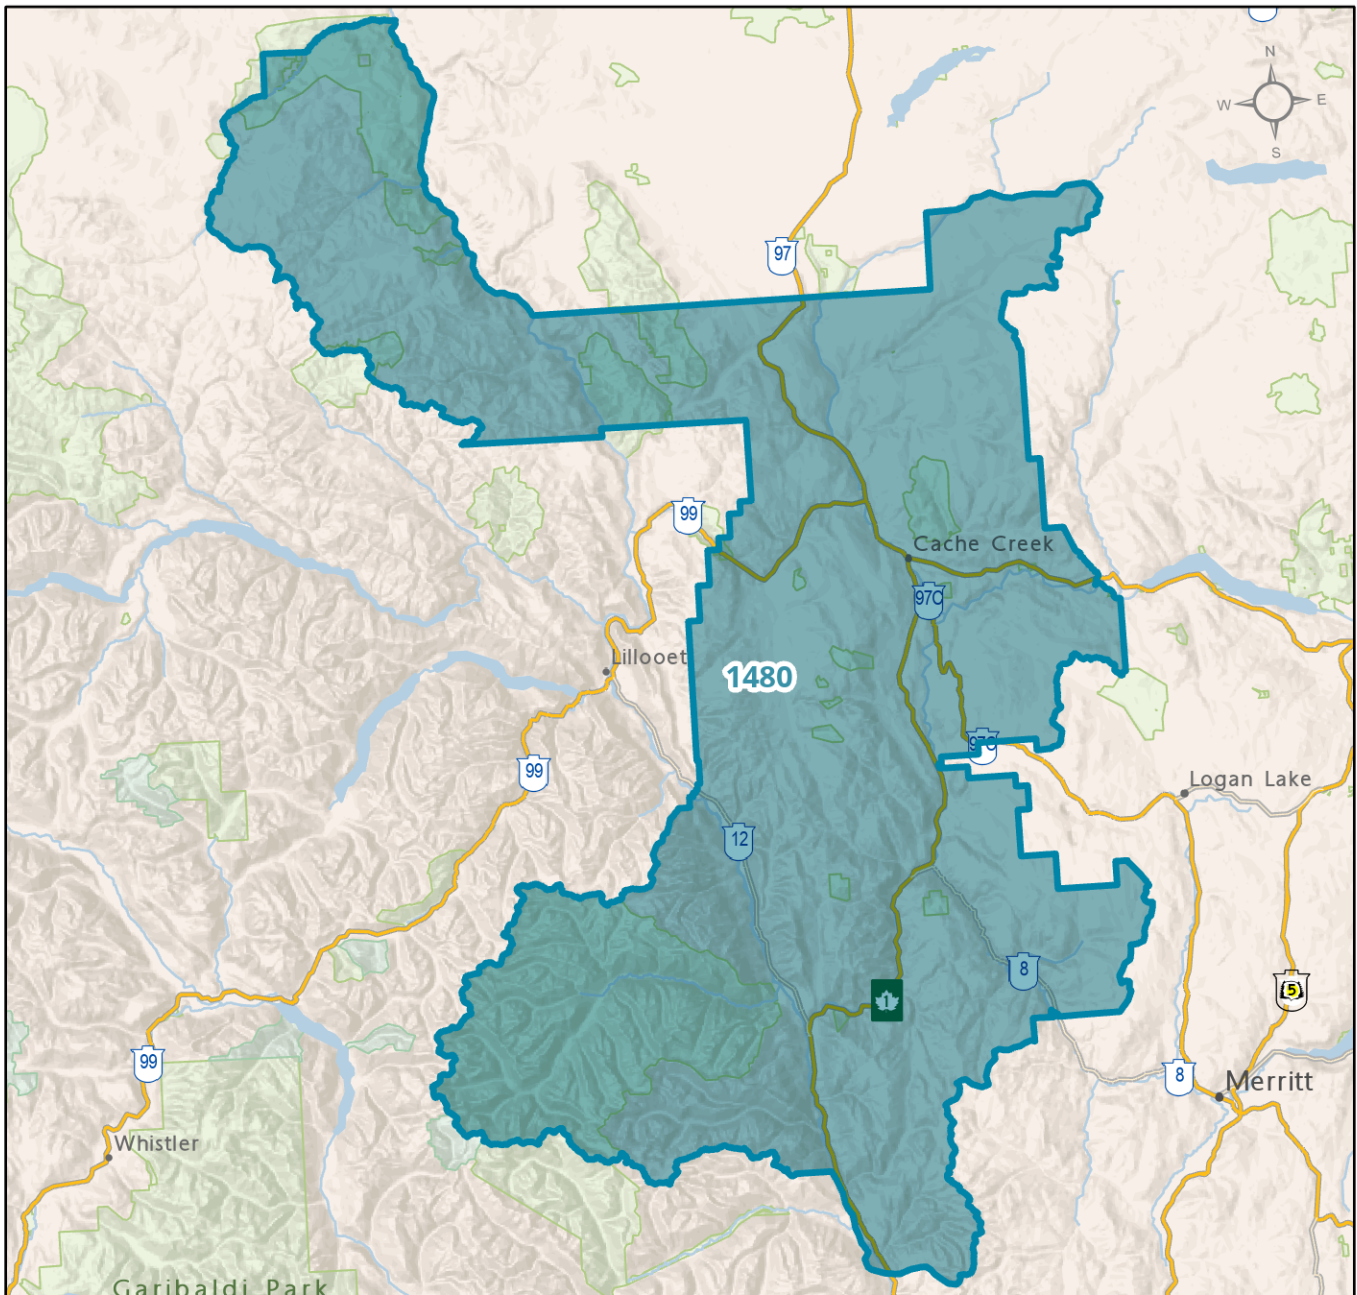 N
W
E
S
97
99
Cache Creek
97C
Lillooet
1480
97C
99
Logan Lake
12
8
5
1
99
8
Merritt
Whistler
Garibaldi Park